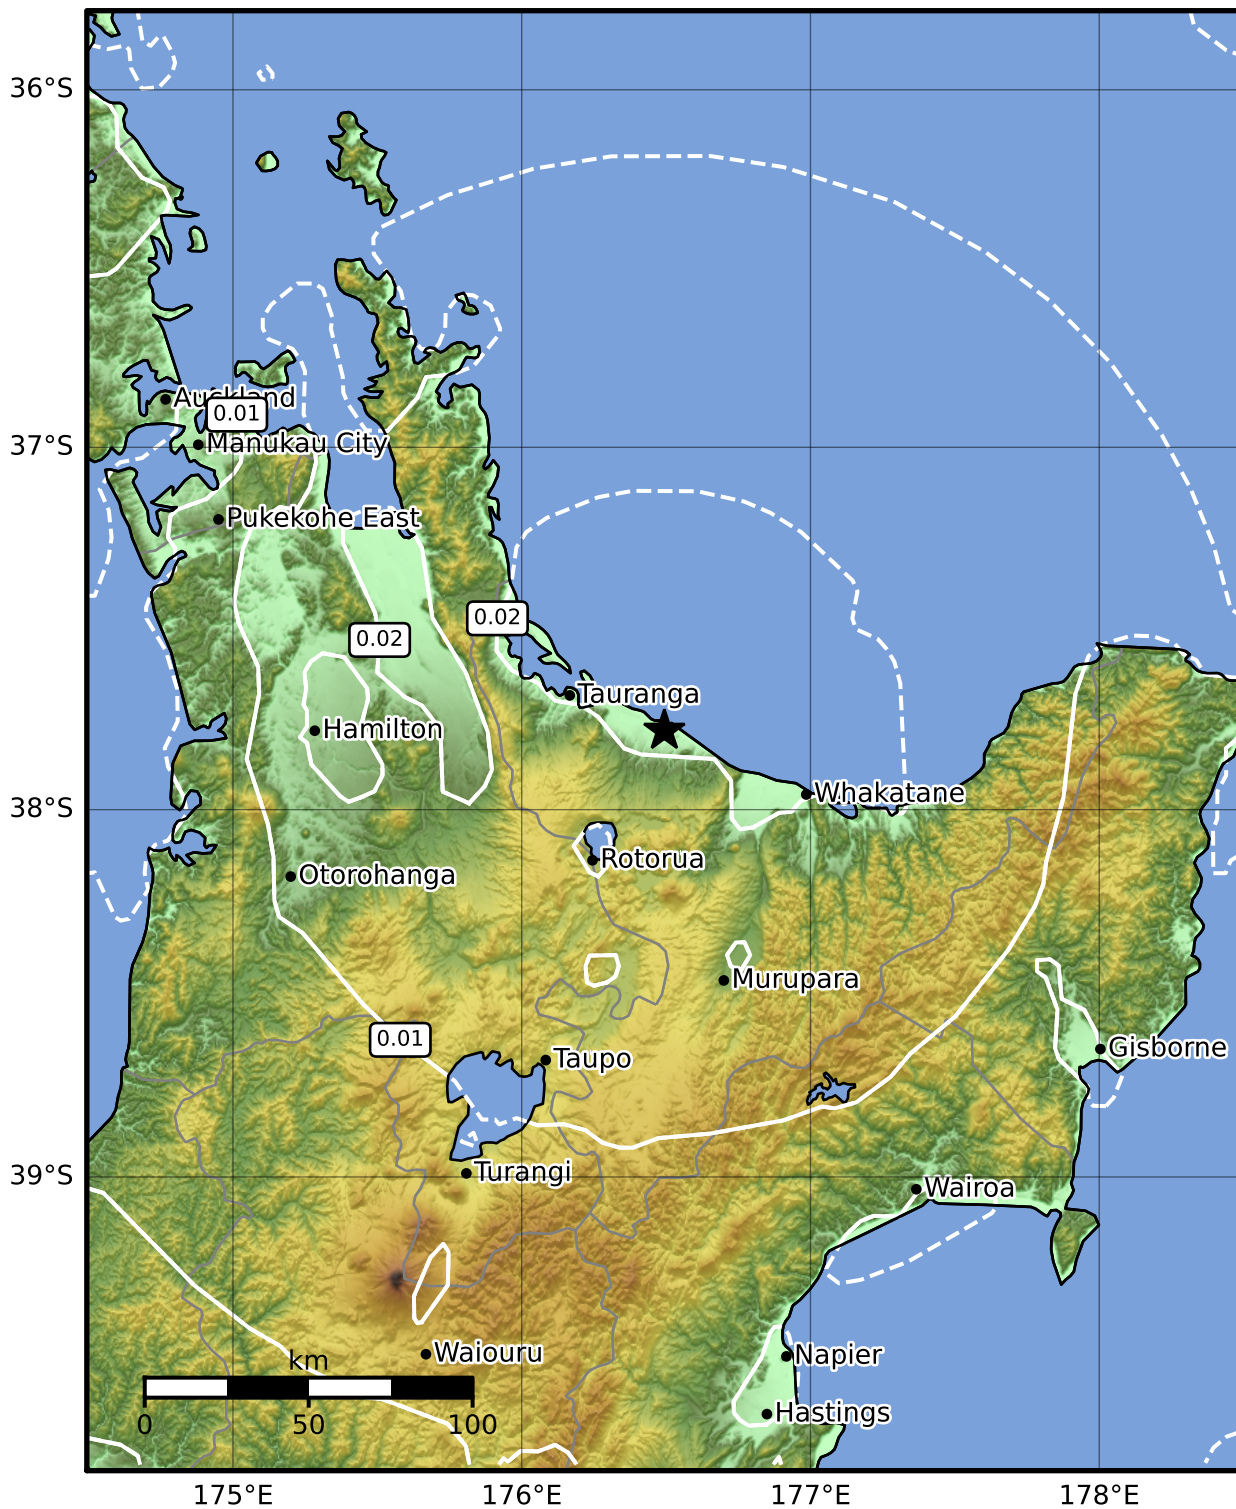 36°S
Auckland
0.01
37°S
Manukau City
Pukekohe East
0.02
0.02
Tauranga
Hamilton
38°S
Whakatane
Rotorua
Otorohanga
Murupara
0.01
Taupo
Gisborne
39°S
Turangi
Wairoa
Waiouru
Napier
km
Hastings
0
50
100
175°E
176°E
177°E
178°E